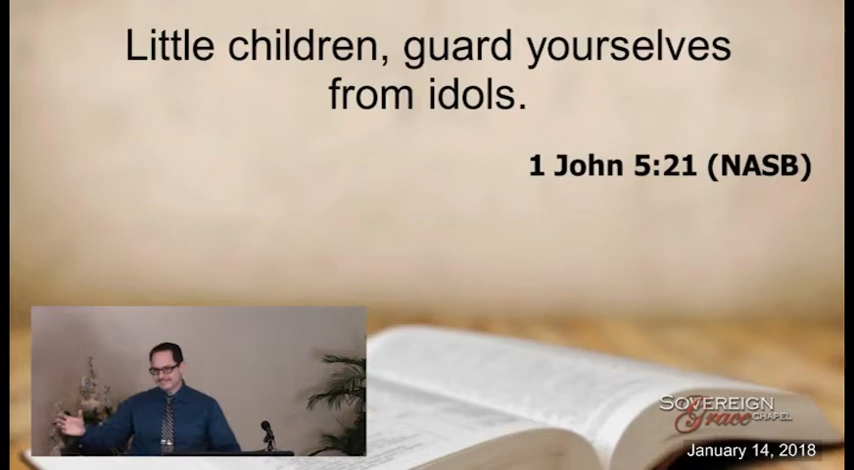 Little children, guard yourselves
from idols.
1 John 5:21 (NASB)
SOVEREIGN
Grace CHAPEL
January 14, 2018